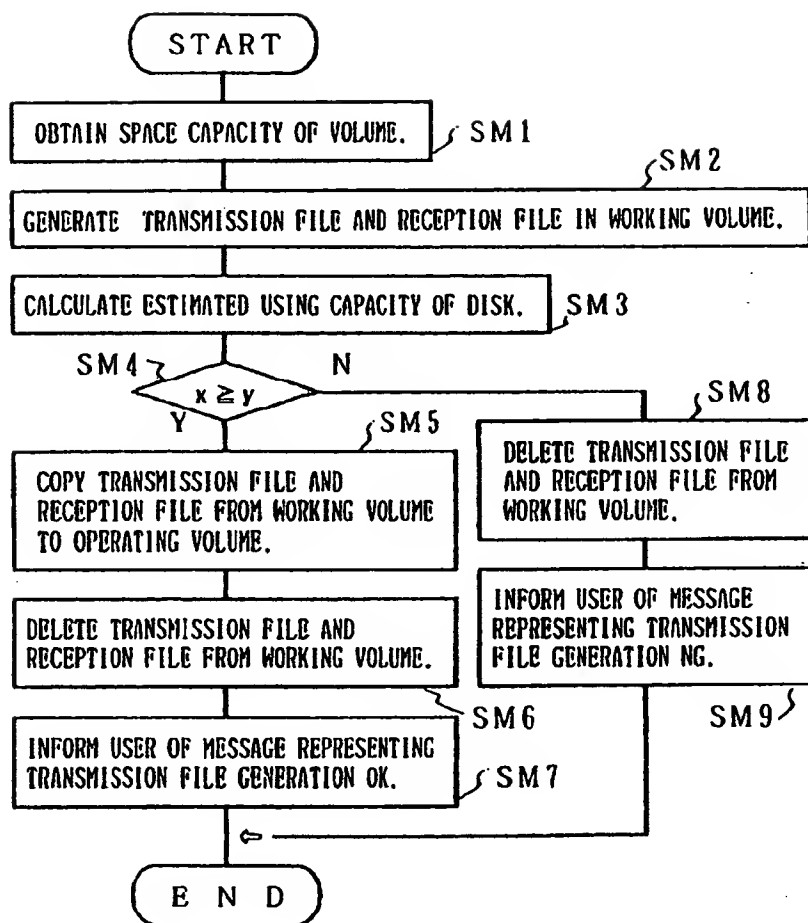 START
OBTAIN SPACE CAPACITY OF VOLUME.
SM1
SM2
GENERATE TRANSMISSION FILE AND RECEPTION FILE IN WORKING VOLUME.
CALCULATE ESTIMATED USING CAPACITY OF DISK.
SM3
SM4
x ≧ y
N
Y
SM5
COPY TRANSMISSION FILE AND
RECEPTION FILE FROM WORKING VOLUME
TO OPERATING VOLUME.
DELETE TRANSMISSION FILE AND
RECEPTION FILE FROM WORKING VOLUME.
SM6
INFORM USER OF MESSAGE REPRESENTING
TRANSMISSION FILE GENERATION OK.
SM7
SM8
DELETE TRANSMISSION FILE
AND RECEPTION FILE FROM
WORKING VOLUME.
INFORM USER OF MESSAGE
REPRESENTING TRANSMISSION
FILE GENERATION NG.
SM9
END